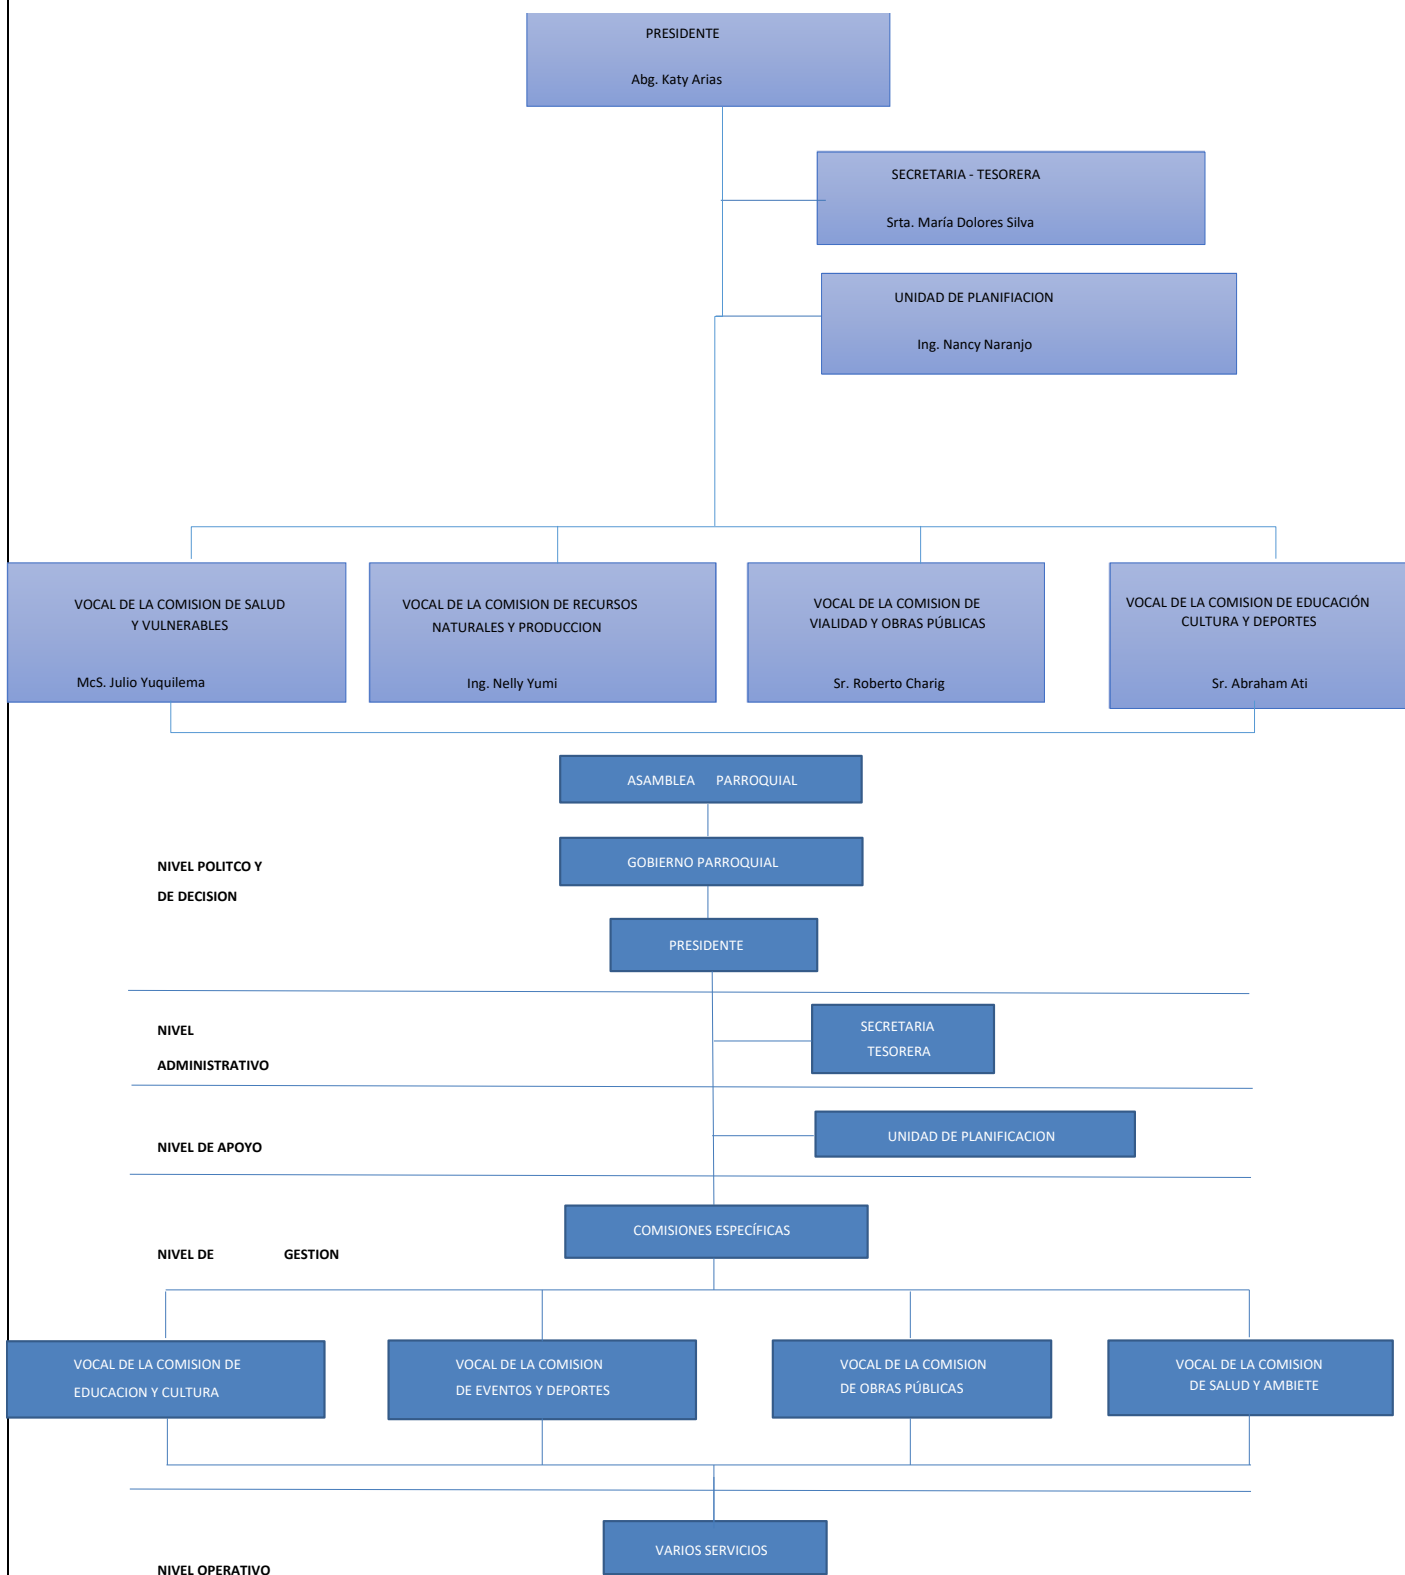 PRESIDENTE
Abg. Katy Arias
SECRETARIA - TESORERA
Srta. María Dolores Silva
UNIDAD DE PLANIFIACION
Ing. Nancy Naranjo
VOCAL DE LA COMISION DE SALUD
Y VULNERABLES
McS. Julio Yuquilema
VOCAL DE LA COMISION DE RECURSOS
NATURALES Y PRODUCCION
Ing. Nelly Yumi
VOCAL DE LA COMISION DE
VIALIDAD Y OBRAS PÚBLICAS
Sr. Roberto Charig
VOCAL DE LA COMISION DE EDUCACIÓN
CULTURA Y DEPORTES
Sr. Abraham Ati
ASAMBLEA PARROQUIAL
NIVEL POLITCO Y
DE DECISION
GOBIERNO PARROQUIAL
PRESIDENTE
NIVEL
ADMINISTRATIVO
SECRETARIA
TESORERA
NIVEL DE APOYO
UNIDAD DE PLANIFICACION
COMISIONES ESPECÍFICAS
NIVEL DE GESTION
VOCAL DE LA COMISION DE
EDUCACION Y CULTURA
VOCAL DE LA COMISION
DE EVENTOS Y DEPORTES
VOCAL DE LA COMISION
DE OBRAS PÚBLICAS
VOCAL DE LA COMISION
DE SALUD Y AMBIETE
VARIOS SERVICIOS
NIVEL OPERATIVO